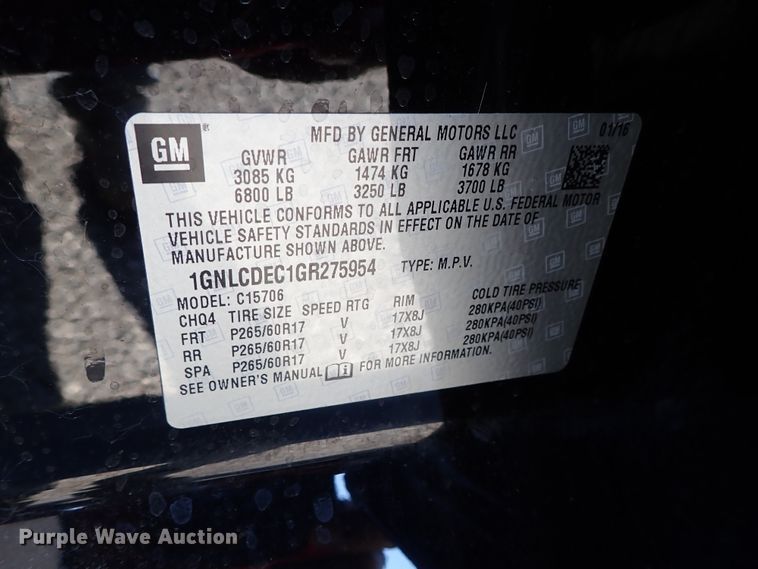 GM
MFD BY GENERAL MOTORS LLC 01/16
GVWR GAWR FRT GAWR RR
3085 KG 1474 KG 1678 KG
6800 LB 3250 LB 3700 LB
THIS VEHICLE CONFORMS TO ALL APPLICABLE U.S. FEDERAL MOTOR
VEHICLE SAFETY STANDARDS IN EFFECT ON THE DATE OF
MANUFACTURE SHOWN ABOVE.
1GNLCDEC1GR275954 TYPE: M.P.V.
MODEL: C15706
CHQ4 TIRE SIZE SPEED RTG RIM COLD TIRE PRESSURE
FRT P265/60R17 V 17X8J 280KPA(40PSI)
RR P265/60R17 V 17X8J 280KPA(40PSI)
SPA P265/60R17 V 17X8J 280KPA(40PSI)
SEE OWNER'S MANUAL FOR MORE INFORMATION.
Purple Wave Auction